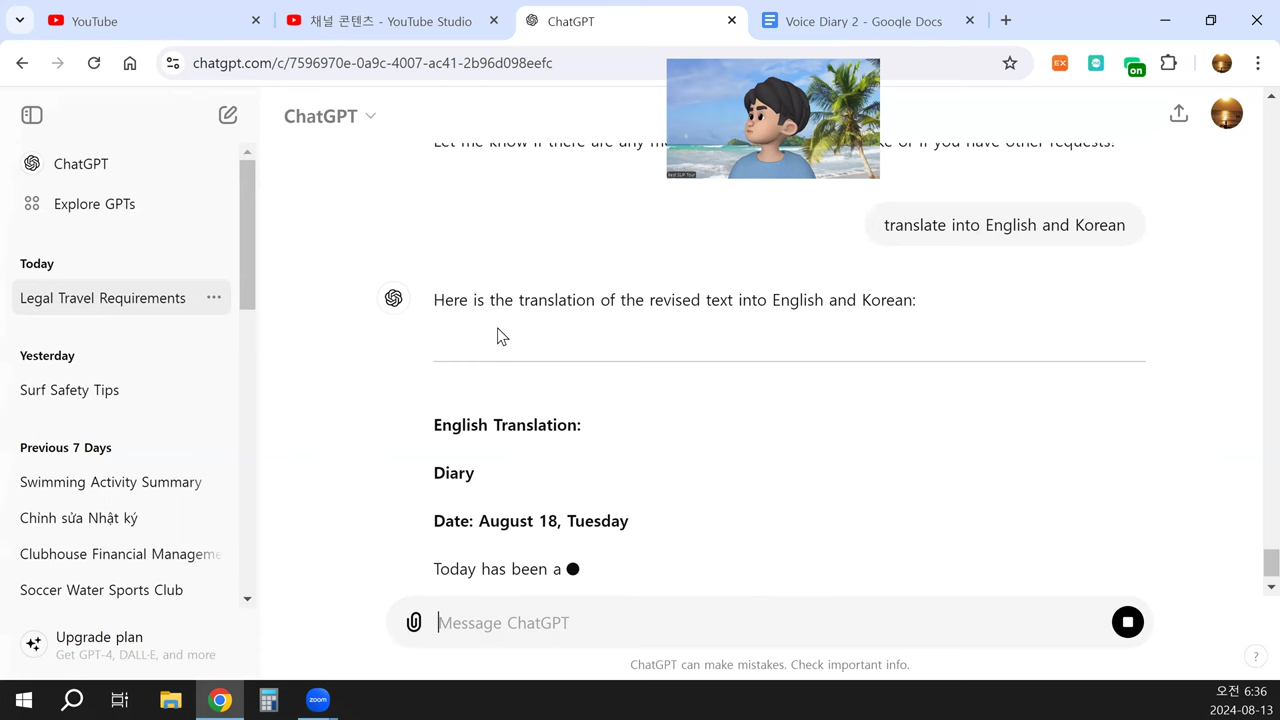 YouTube
채널 콘텐츠 - YouTube Studio
ChatGPT
Voice Diary 2 - Google Docs
chatgpt.com/c/7596970e-0a9c-4007-ac41-2b96d098eefc
EX
on
ChatGPT
Let me know if there are any
or if you have other requests!
ChatGPT
Explore GPTs
translate into English and Korean
Today
Legal Travel Requirements
Here is the translation of the revised text into English and Korean:
Yesterday
Surf Safety Tips
English Translation:
Previous 7 Days
Diary
Swimming Activity Summary
Chỉnh sửa Nhật ký
Date: August 18, Tuesday
Clubhouse Financial Manageme
Today has been a
Soccer Water Sports Club
Message ChatGPT
Upgrade plan
Get GPT-4, DALL·E, and more
ChatGPT can make mistakes. Check important info.
?
zoom
오전 6:36
2024-08-13